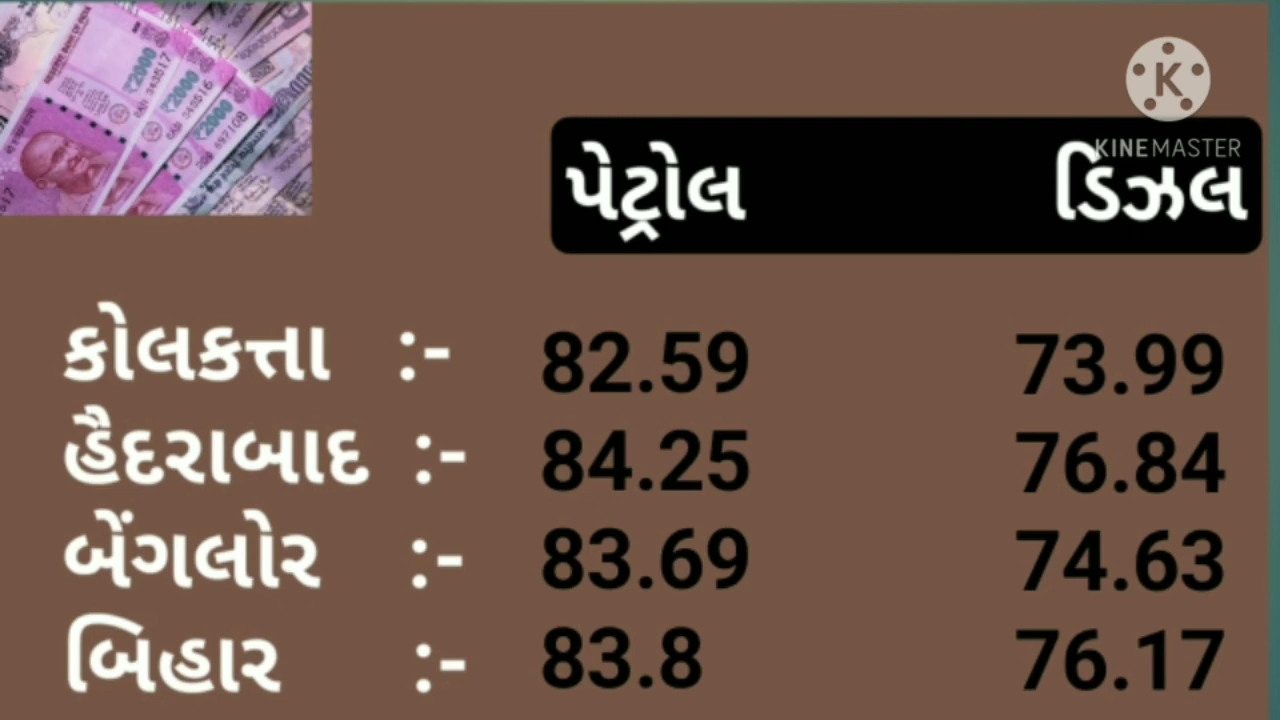 KINEMASTER
પેટ્રોલ ડિઝલ
કોલકત્તા :- 82.59 73.99
હૈદરાબાદ :- 84.25 76.84
બેંગલોર :- 83.69 74.63
બિહાર :- 83.8 76.17